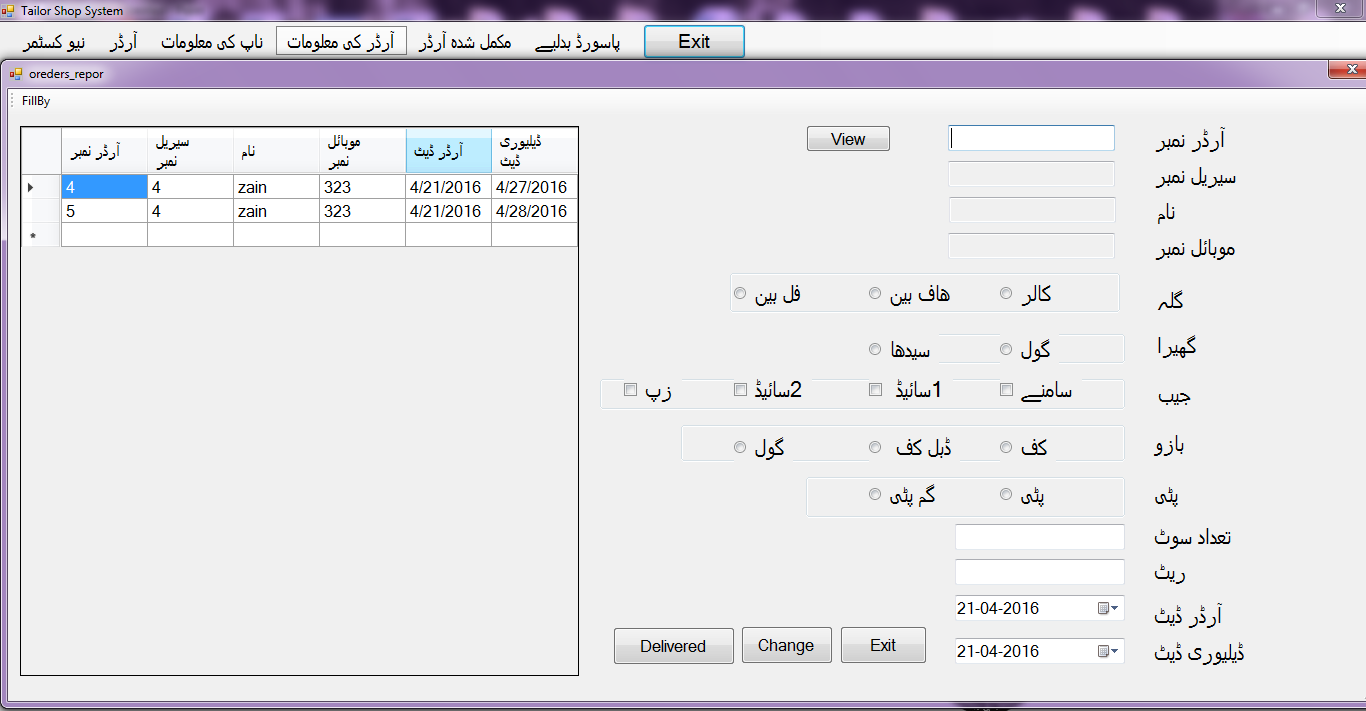 Tailor Shop System
نیو کسٹمر آرڈر ناپ کی معلومات آرڈر کی معلومات مکمل شدہ آرڈر پاسورڈ بدلیے Exit
oreders_repor
FillBy
آرڈر نمبر سیریل نمبر نام موبائل نمبر آرڈر ڈیٹ ڈیلیوری ڈیٹ
4 4 zain 323 4/21/2016 4/27/2016
5 4 zain 323 4/21/2016 4/28/2016
View آرڈر نمبر
سیریل نمبر
نام
موبائل نمبر
گلہ کالر ھاف بین فل بین
گھیرا گول سیدھا
جیب سامنے 1سائیڈ 2سائیڈ زپ
بازو کف ڈبل کف گول
پٹی پٹی گم پٹی
تعداد سوٹ
ریٹ
21-04-2016 آرڈر ڈیٹ
21-04-2016 ڈیلیوری ڈیٹ
Delivered Change Exit